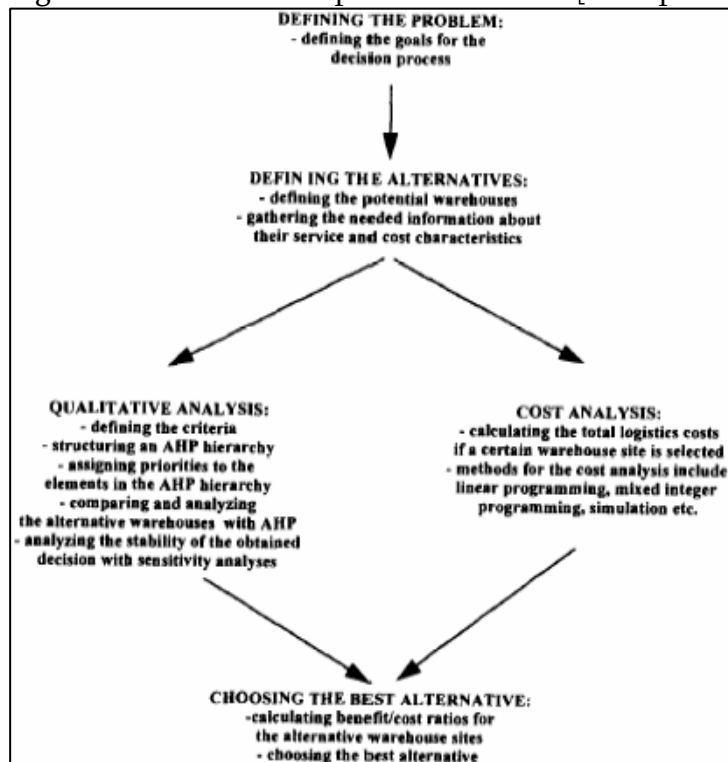 DEFINING THE PROBLEM:
- defining the goals for the
decision process
DEFIN ING THE ALTERNATIVES:
- defining the potential warehouses
- gathering the needed information about
their service and cost characteristics
QUALITATIVE ANALYSIS:
- defining the criteria
- structuring an AHP hierarchy
- assigning priorities to the
elements in the AHP hierarchy
- comparing and analyzing
the alternative warehouses with AHP
- analyzing the stability of the obtained
decision with sensitivity analyses
COST ANALYSIS:
- calculating the total logistics costs
if a certain warehouse site is selected
- methods for the cost analysis include
linear programming, mixed integer
programming, simulation etc.
CHOOSING THE BEST ALTERNATIVE:
-calculating benefit/cost ratios for
the alternative warehouse sites
- choosing the best alternative